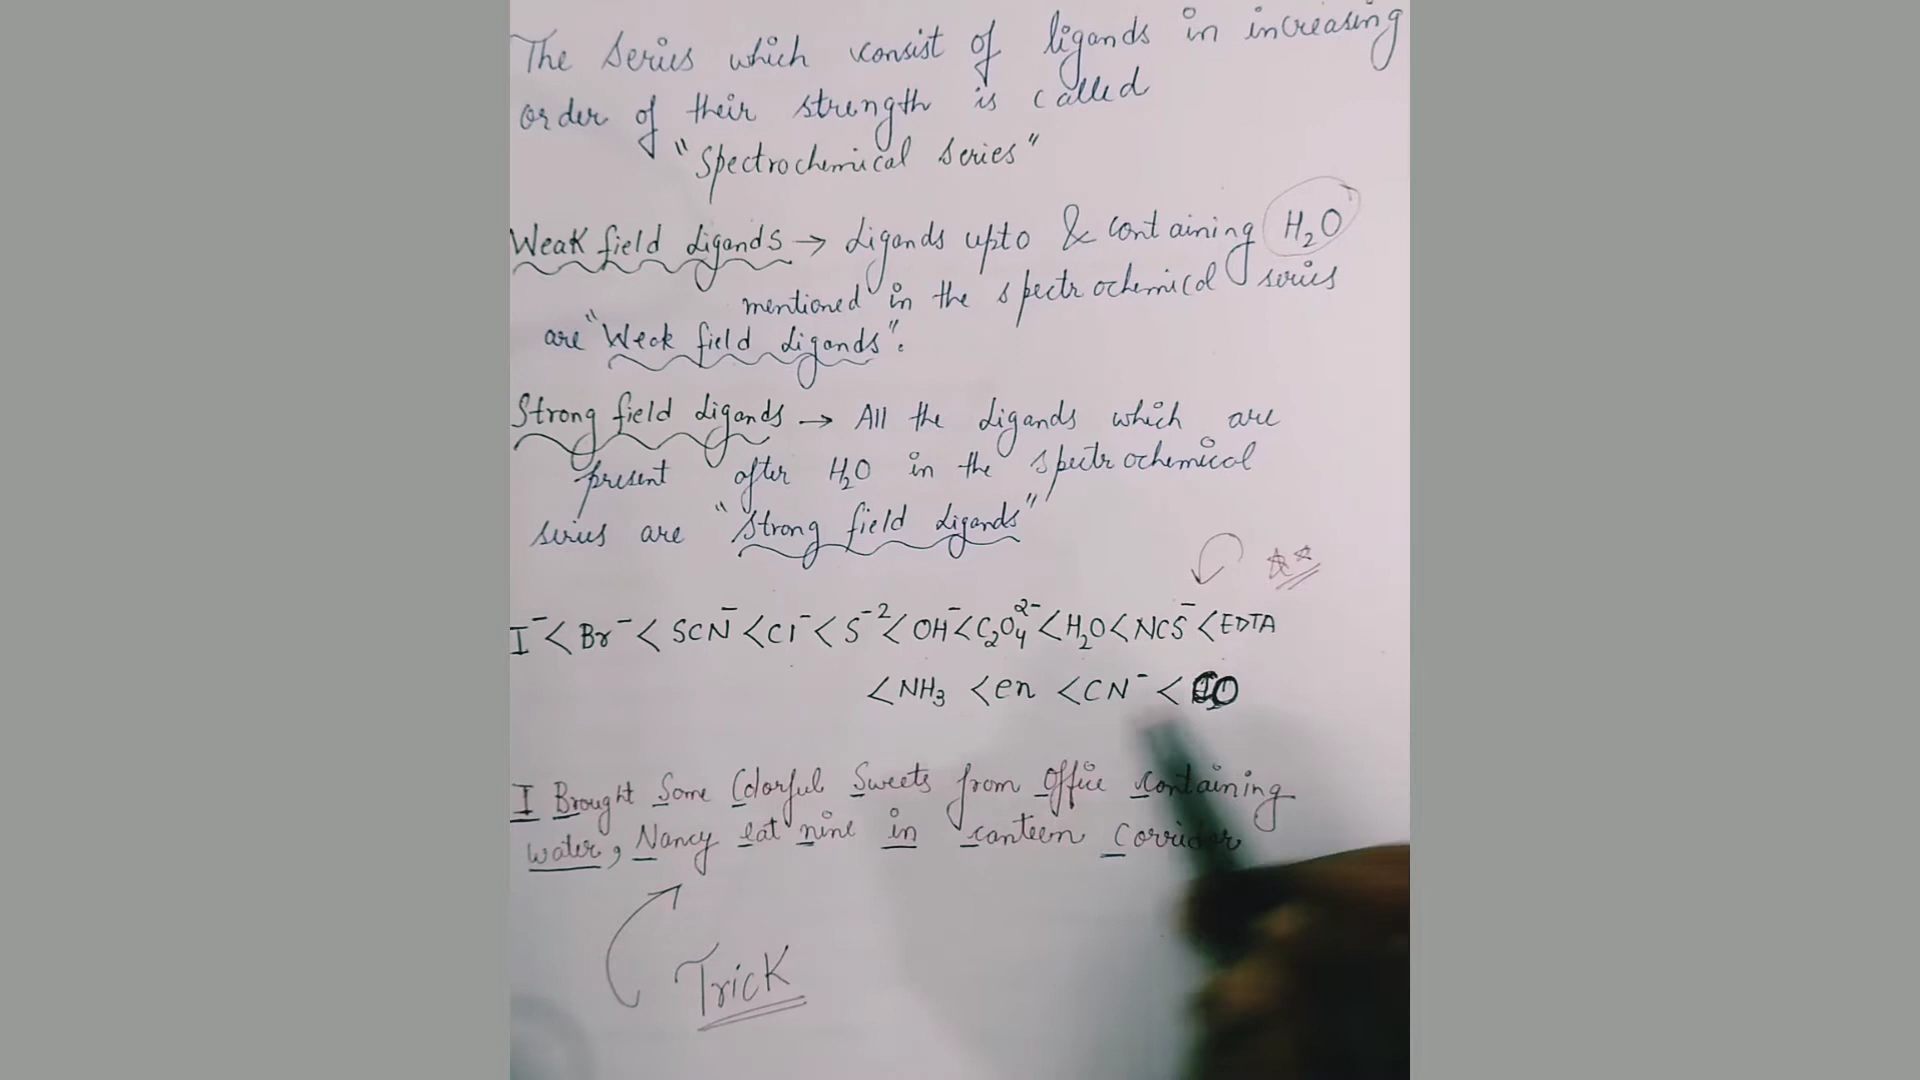 The series which consist of ligands in increasing
order of their strength is called
"Spectrochemical series"
Weak field ligands → Ligands upto & containing H₂O
mentioned in the spectrochemical series
are "Weak field ligands".
Strong field ligands → All the ligands which are
present after H₂O in the spectrochemical
series are "Strong field ligands"
I⁻ < Br⁻ < SCN⁻ < Cl⁻ < S⁻² < OH⁻ < C₂O₄²⁻ < H₂O < NCS⁻ < EDTA
< NH₃ < en < CN⁻ < CO
I Brought Some Colorful Sweets from Office Containing
water, Nancy eat nine in canteen Corridor
Trick